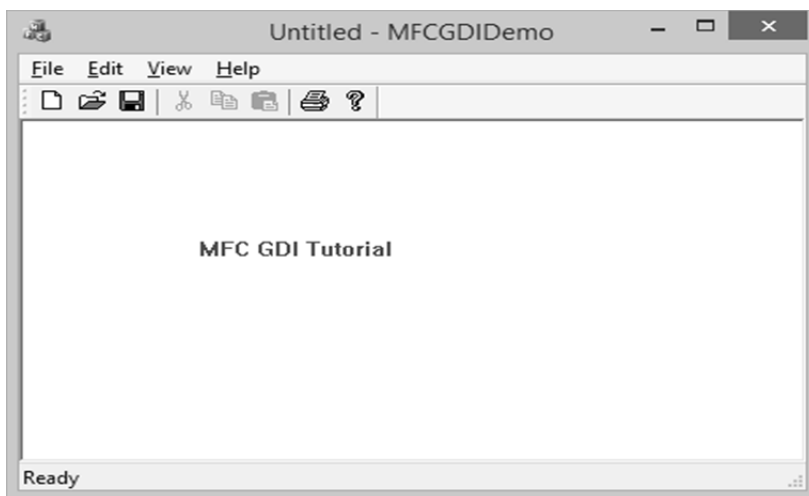 Untitled - MFCGDIDemo
File Edit View Help
MFC GDI Tutorial
Ready